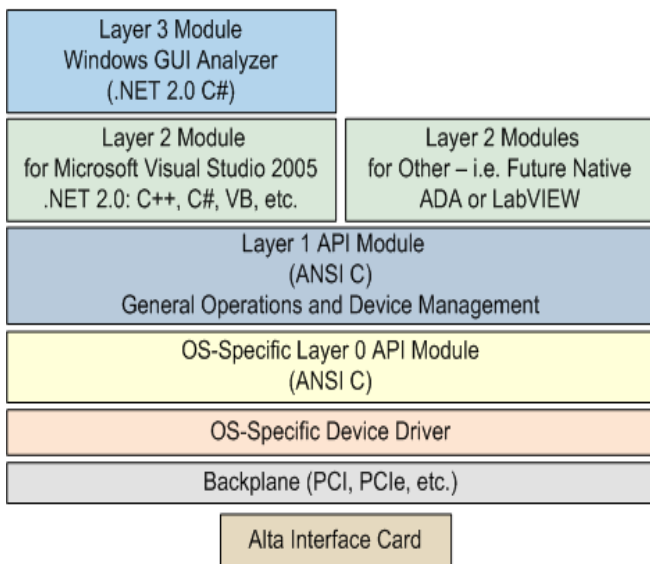 Layer 3 Module
Windows GUI Analyzer
(.NET 2.0 C#)
Layer 2 Module
for Microsoft Visual Studio 2005
.NET 2.0: C++, C#, VB, etc.
Layer 2 Modules
for Other – i.e. Future Native
ADA or LabVIEW
Layer 1 API Module
(ANSI C)
General Operations and Device Management
OS-Specific Layer 0 API Module
(ANSI C)
OS-Specific Device Driver
Backplane (PCI, PCIe, etc.)
Alta Interface Card